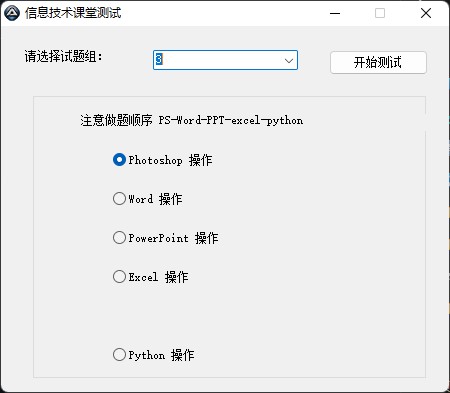 信息技术课堂测试
请选择试题组: 3 开始测试
注意做题顺序 PS-Word-PPT-excel-python
Photoshop 操作
Word 操作
PowerPoint 操作
Excel 操作
Python 操作